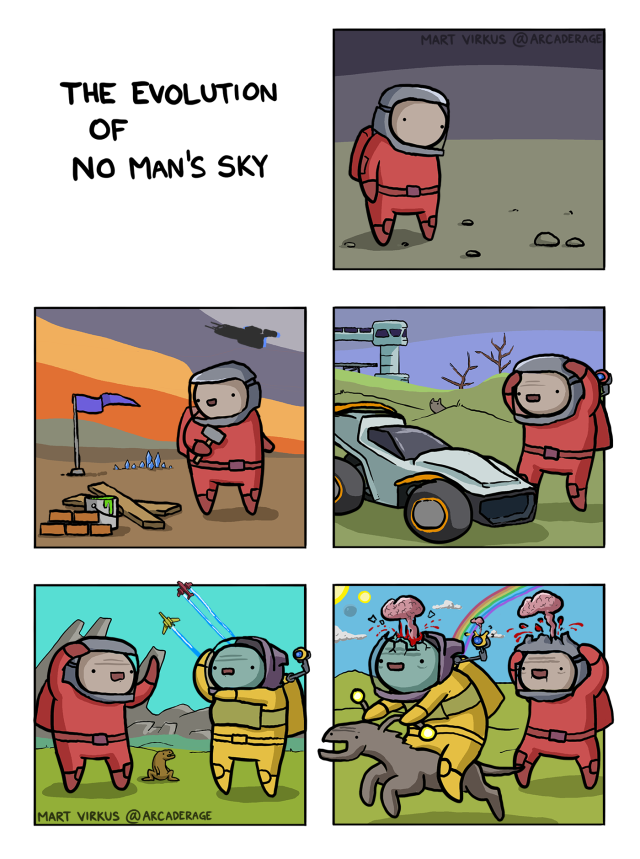 MART VIRKUS @ARCADERAGE
THE EVOLUTION
OF
NO MAN'S SKY
MART VIRKUS @ARCADERAGE